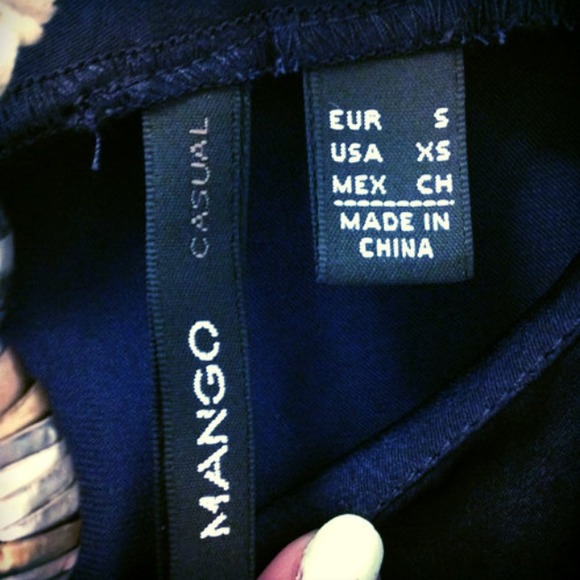 MANGO CASUAL
EUR S
USA XS
MEX CH
MADE IN
CHINA